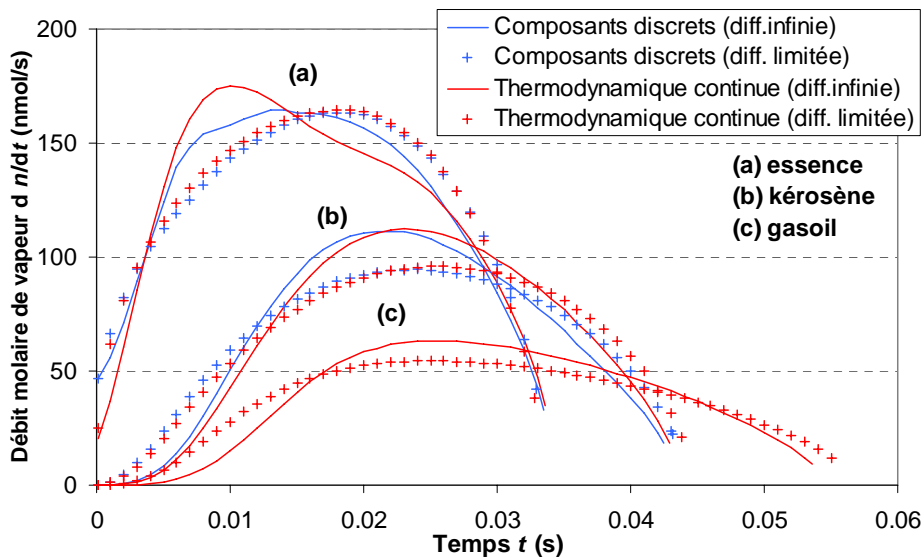 Composants discrets (diff.infinie)
Composants discrets (diff. limitée)
Thermodynamique continue (diff.infinie)
Thermodynamique continue (diff. limitée)
(a) essence
(b) kérosène
(c) gasoil
(a)
(b)
(c)
Débit molaire de vapeur d n/dt (nmol/s)
200
150
100
50
0
0 0.01 0.02 0.03 0.04 0.05 0.06
Temps t (s)